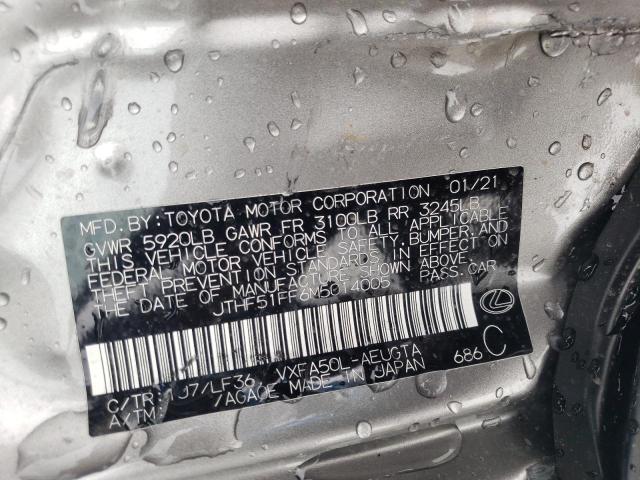 MFD. BY: TOYOTA MOTOR CORPORATION 01/21
GVWR 5920LB GAWR FR 3100LB RR 3245LB
THIS VEHICLE CONFORMS TO ALL APPLICABLE
FEDERAL MOTOR VEHICLE SAFETY, BUMPER, AND
THEFT PREVENTION STANDARDS IN EFFECT ON
THE DATE OF MANUFACTURE SHOWN ABOVE.
PASS. CAR
C/TR: 1J7/LF36 VXFA50L-AEUGTA 686 C
A/TM: /AGA0E MADE IN JAPAN